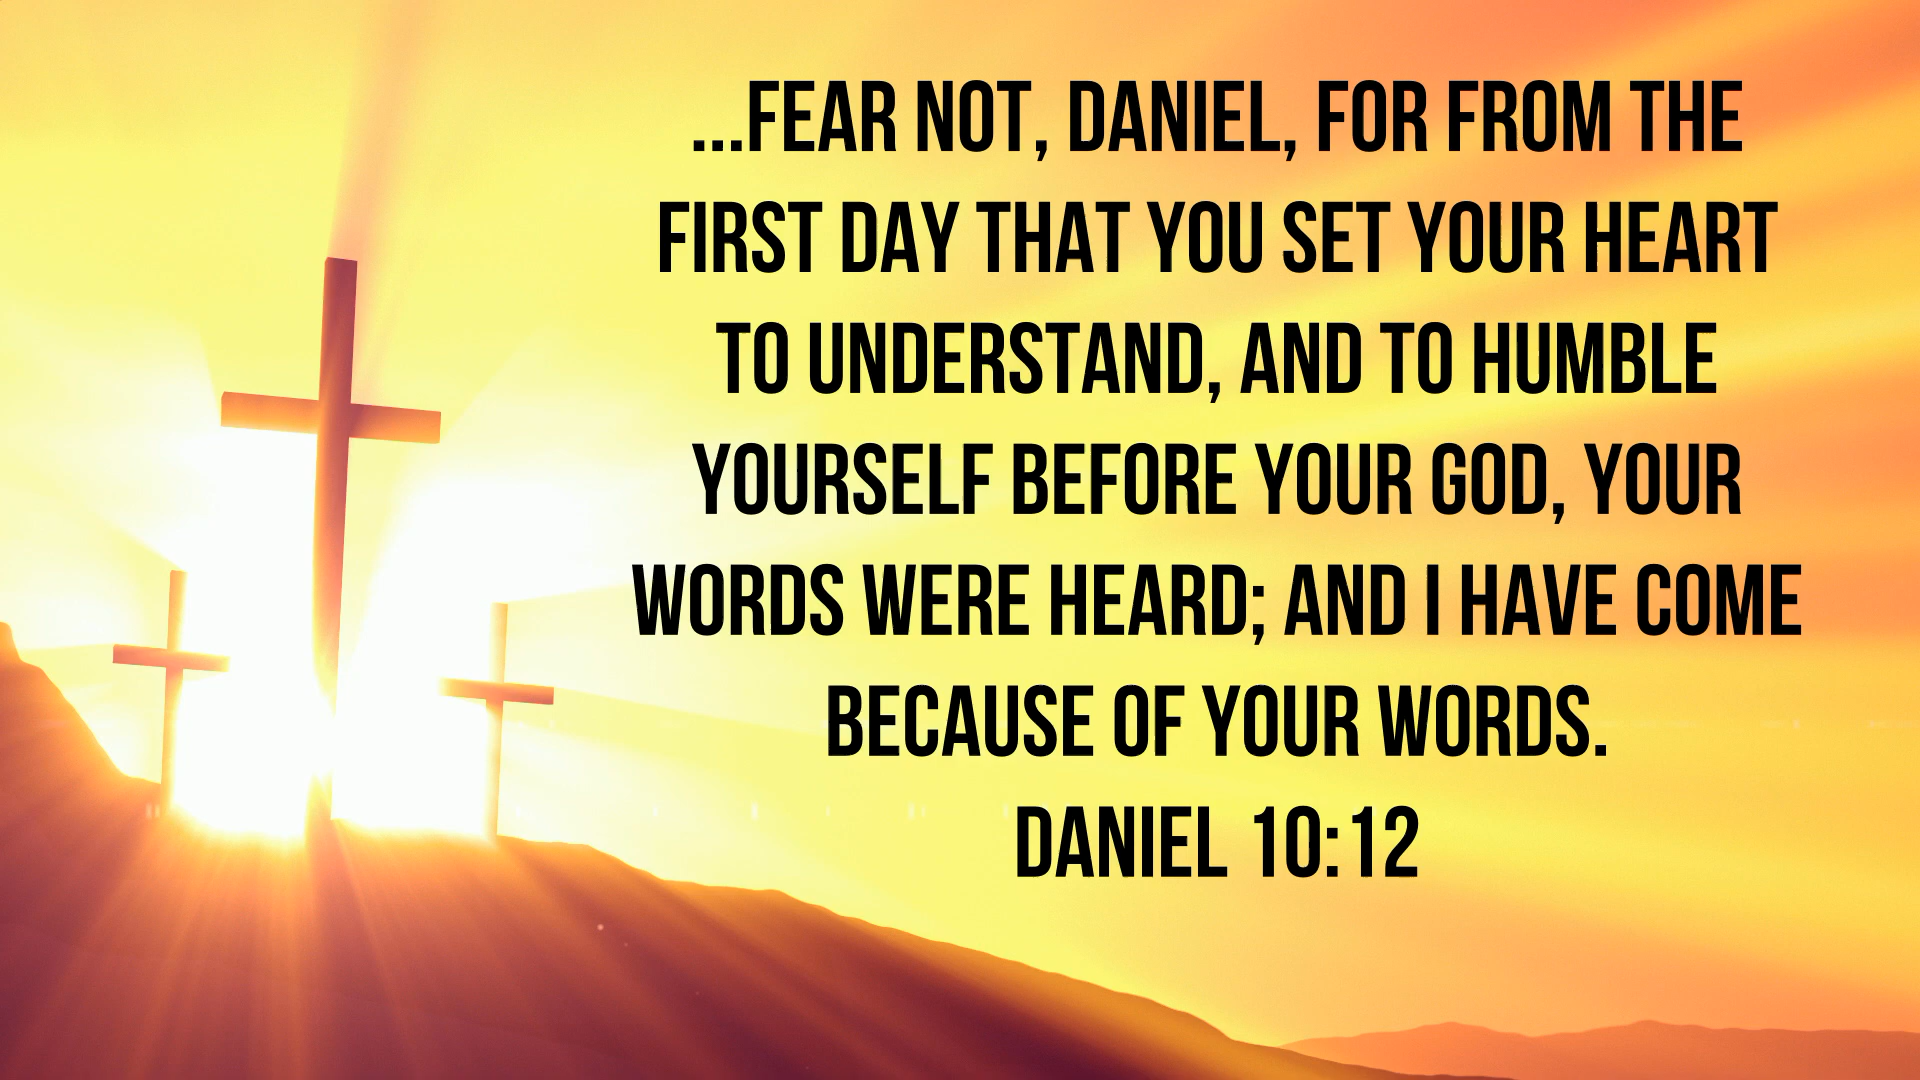 ...FEAR NOT, DANIEL, FOR FROM THE
FIRST DAY THAT YOU SET YOUR HEART
TO UNDERSTAND, AND TO HUMBLE
YOURSELF BEFORE YOUR GOD, YOUR
WORDS WERE HEARD; AND I HAVE COME
BECAUSE OF YOUR WORDS.
DANIEL 10:12